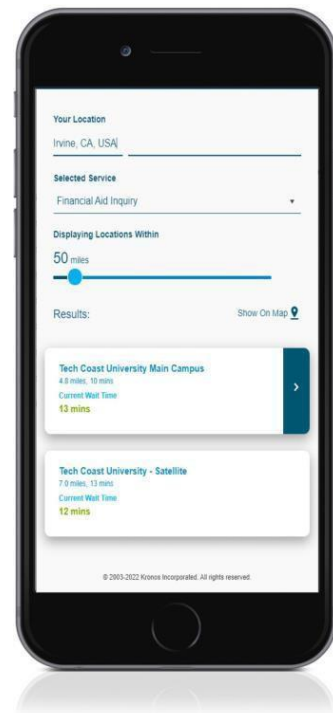 Your Location
Irvine, CA, USA
Selected Service
Financial Aid Inquiry
Displaying Locations Within
50 miles
Results:
Show On Map
Tech Coast University Main Campus
4.8 miles, 10 mins
Current Wait Time
13 mins
Tech Coast University - Satellite
7.0 miles, 13 mins
Current Wait Time
12 mins
© 2003-2022 Kronos Incorporated. All rights reserved.